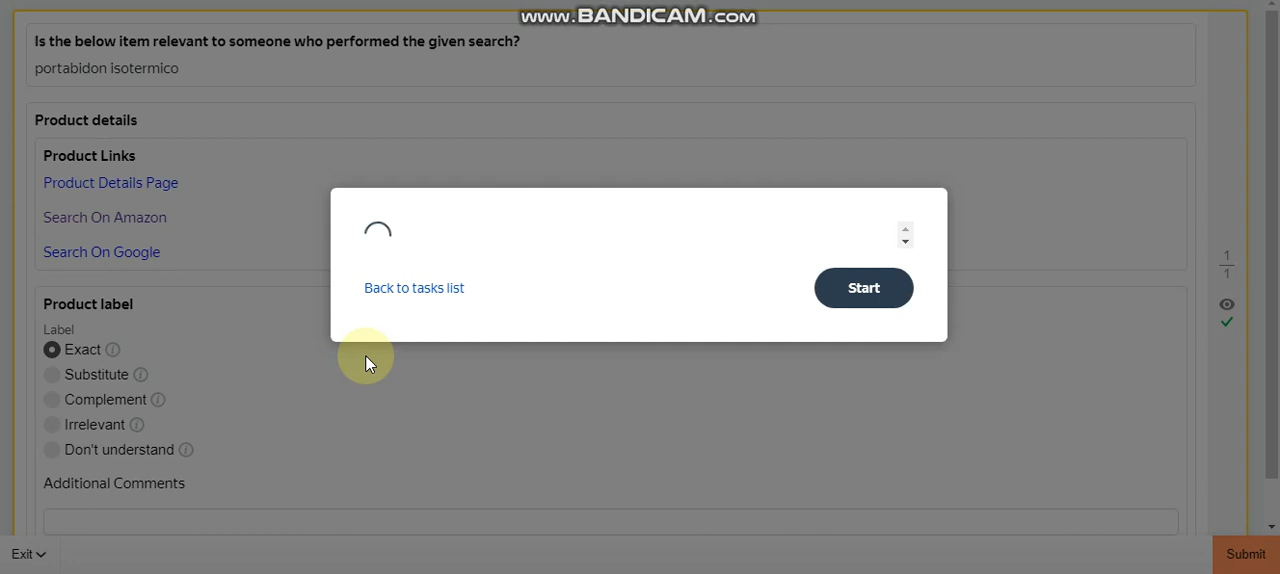 www.BANDICAM.com
Is the below item relevant to someone who performed the given search?
portabidon isotermico
Product details
Product Links
Product Details Page
Search On Amazon
Search On Google
Back to tasks list
Start
1
1
Product label
Label
Exact
Substitute
Complement
Irrelevant
Don't understand
Additional Comments
Exit
Submit